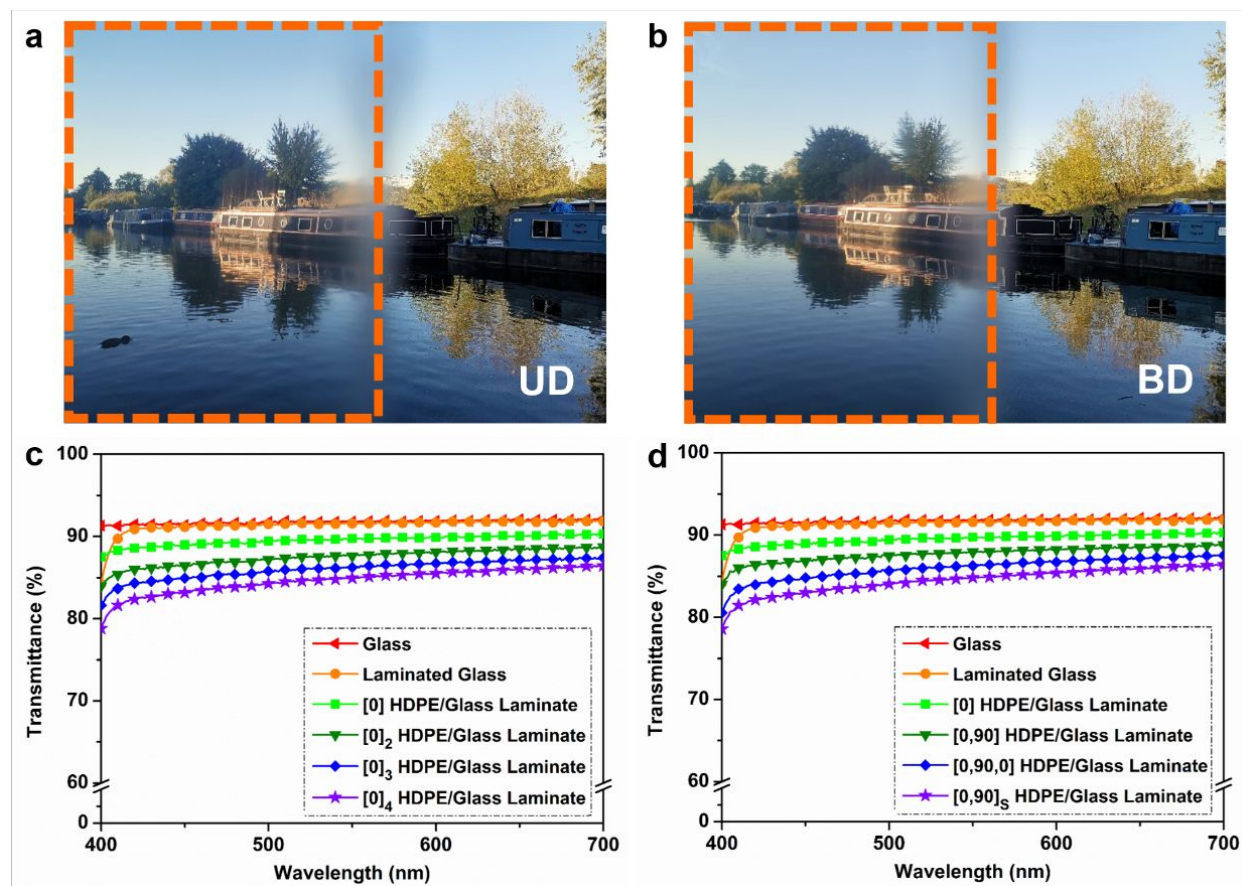 a
UD
b
BD
c
100
90
80
70
60
0
Transmittance (%)
Glass
Laminated Glass
[0] HDPE/Glass Laminate
[0]2 HDPE/Glass Laminate
[0]3 HDPE/Glass Laminate
[0]4 HDPE/Glass Laminate
400 500 600 700
Wavelength (nm)
d
100
90
80
70
60
0
Transmittance (%)
Glass
Laminated Glass
[0] HDPE/Glass Laminate
[0,90] HDPE/Glass Laminate
[0,90,0] HDPE/Glass Laminate
[0,90]S HDPE/Glass Laminate
400 500 600 700
Wavelength (nm)